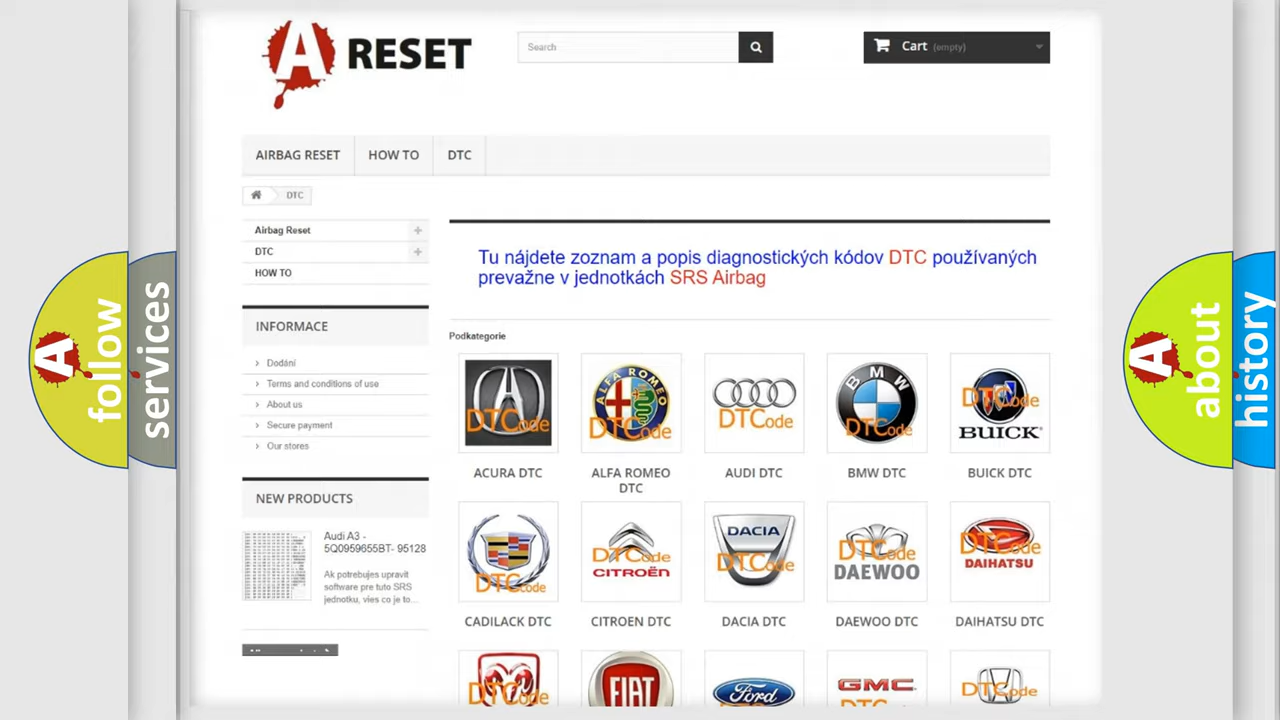 A RESET
Search
Cart (empty)
AIRBAG RESET
HOW TO
DTC
DTC
Airbag Reset
DTC
HOW TO
Tu nájdete zoznam a popis diagnostických kódov DTC používaných
prevažne v jednotkách SRS Airbag
INFORMACE
Dodání
Terms and conditions of use
About us
Secure payment
Our stores
NEW PRODUCTS
Audi A3 -
5Q0959655BT- 95128
Ak potrebujes upravit
software pre tuto SRS
jednotku, vies co je to...
Podkategorie
DTCode
ALFA ROMEO
DTCode
DTCode
BMW
DTCode
DTCode
BUICK
ACURA DTC
ALFA ROMEO
DTC
AUDI DTC
BMW DTC
BUICK DTC
DTCode
DTCode
CITROËN
DACIA
DTCode
DTCode
DAEWOO
DTCode
DAIHATSU
CADILACK DTC
CITROEN DTC
DACIA DTC
DAEWOO DTC
DAIHATSU DTC
DTCode
FIAT
Ford
GMC
DTCode
A follow
services
A about
history